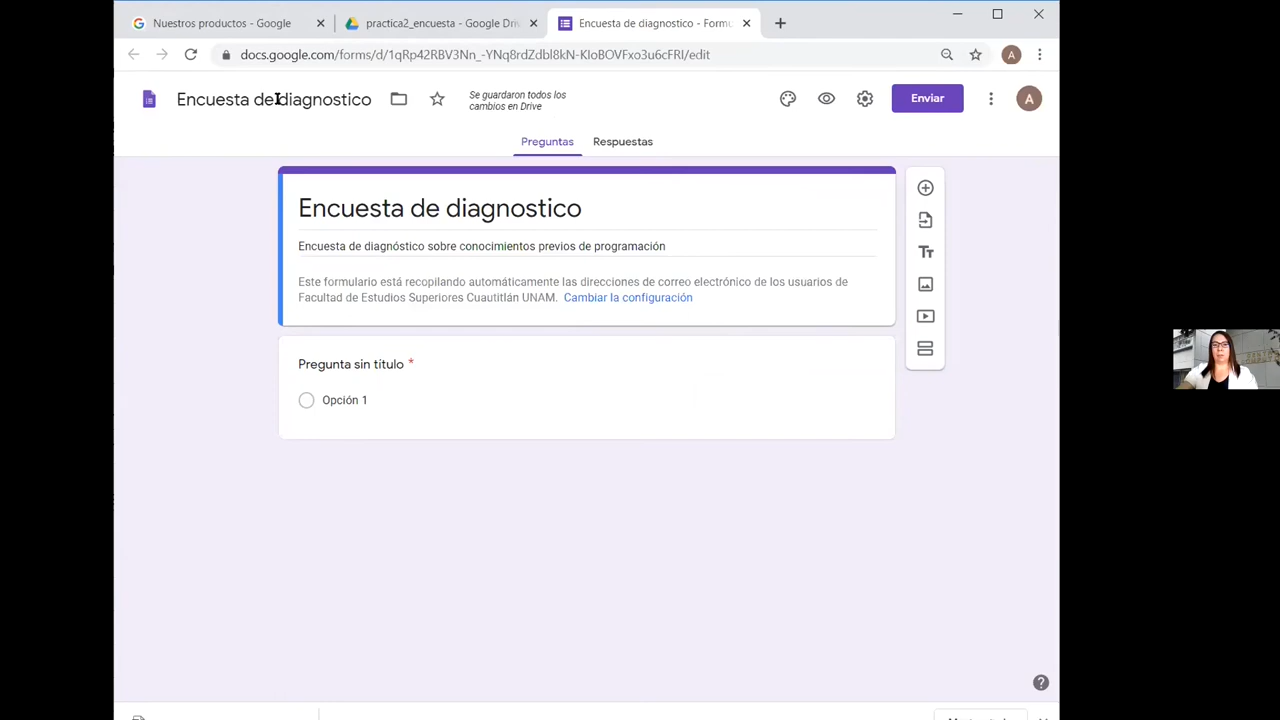 Nuestros productos - Google
practica2_encuesta - Google Dri
Encuesta de diagnostico - Formu
docs.google.com/forms/d/1qRp42RBV3Nn_-YNq8rdZdbl8kN-KIoBOVFxo3u6cFRI/edit
A
Encuesta de diagnostico
Se guardaron todos los
cambios en Drive
Enviar
A
Preguntas
Respuestas
Encuesta de diagnostico
Encuesta de diagnóstico sobre conocimientos previos de programación
Este formulario está recopilando automáticamente las direcciones de correo electrónico de los usuarios de
Facultad de Estudios Superiores Cuautitlán UNAM. Cambiar la configuración
Tт
Pregunta sin título *
Opción 1